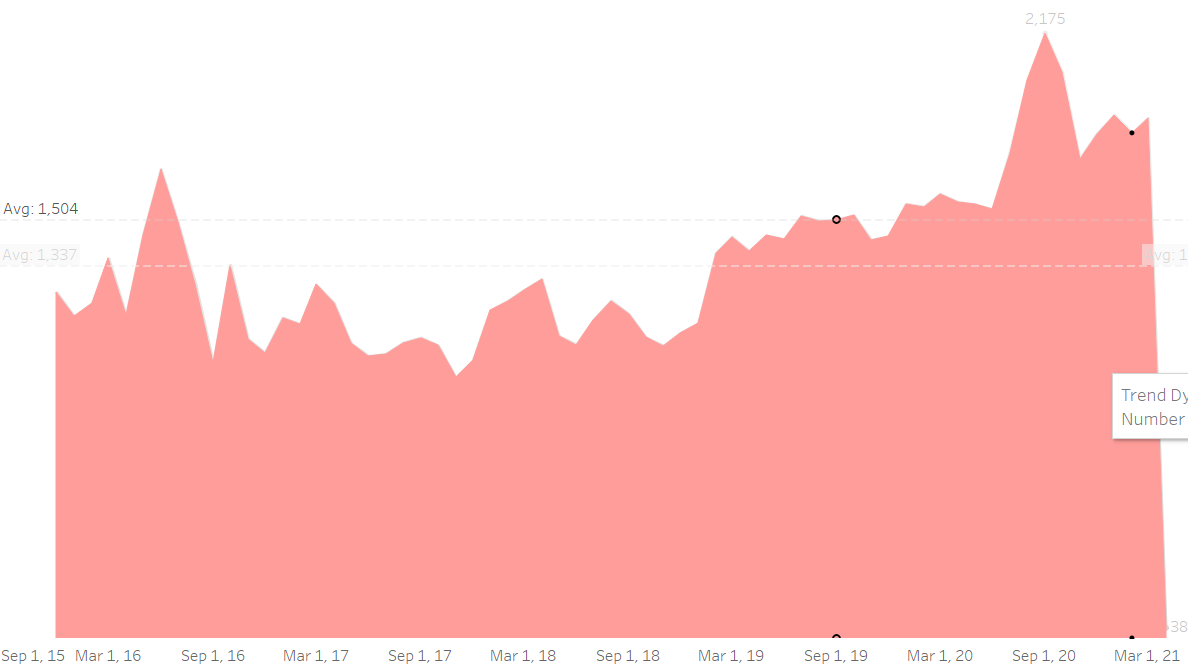 2,175
Avg: 1,504
Avg: 1,337
Trend
Number
Sep 1, 15 Mar 1, 16 Sep 1, 16 Mar 1, 17 Sep 1, 17 Mar 1, 18 Sep 1, 18 Mar 1, 19 Sep 1, 19 Mar 1, 20 Sep 1, 20 Mar 1, 21